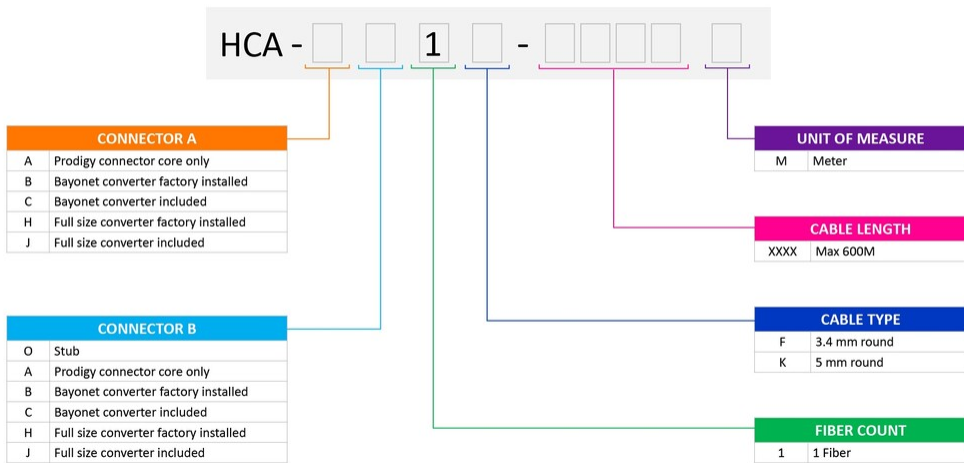 HCA - 1 -
CONNECTOR A
A Prodigy connector core only
B Bayonet converter factory installed
C Bayonet converter included
H Full size converter factory installed
J Full size converter included
CONNECTOR B
O Stub
A Prodigy connector core only
B Bayonet converter factory installed
C Bayonet converter included
H Full size converter factory installed
J Full size converter included
UNIT OF MEASURE
M Meter
CABLE LENGTH
XXXX Max 600M
CABLE TYPE
F 3.4 mm round
K 5 mm round
FIBER COUNT
1 1 Fiber